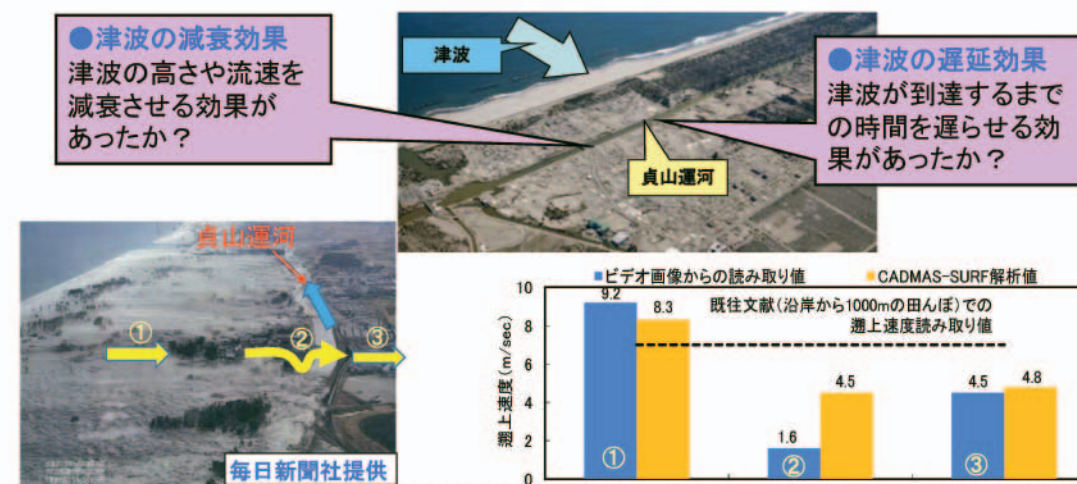 ●津波の減衰効果
津波の高さや流速を
減衰させる効果が
あったか？
津波
●津波の遅延効果
津波が到達するまで
の時間を遅らせる効
果があったか？
貞山運河
貞山運河
①
②
③
毎日新聞社提供
■ビデオ画像からの読み取り値 ■CADMAS-SURF解析値
遡上速度(m/sec)
10
8
6
4
2
0
既往文献(沿岸から1000mの田んぼ)での
遡上速度読み取り値
9.2
8.3
1.6
4.5
4.5
4.8
①
②
③